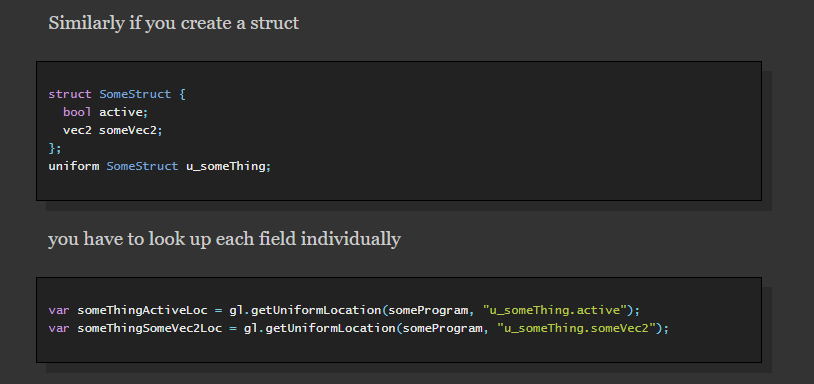 Similarly if you create a struct
struct SomeStruct {
  bool active;
  vec2 someVec2;
};
uniform SomeStruct u_someThing;
you have to look up each field individually
var someThingActiveLoc = gl.getUniformLocation(someProgram, "u_someThing.active");
var someThingSomeVec2Loc = gl.getUniformLocation(someProgram, "u_someThing.someVec2");